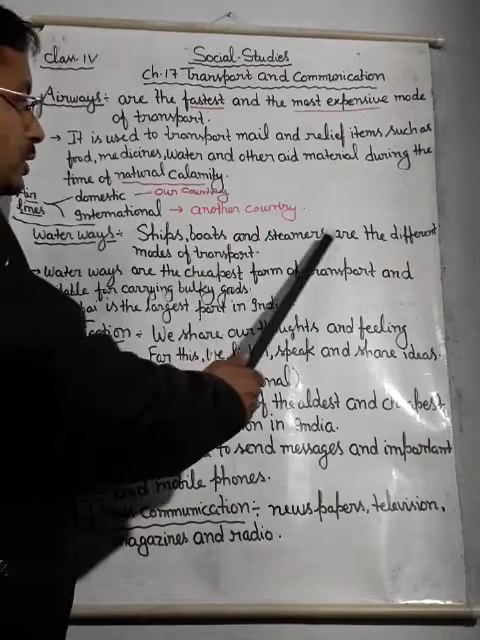 Class. IV
Social-Studies
Ch:17 Transport and Communication
Airways:- are the fastest and the most expensive mode
of transport.
→ It is used to transport mail and relief items, such as
food, medicines, water and other aid material during the
time of natural calamity.
lines
domestic — our country
International → another country.
Water ways:- Ships, boats and steamers are the different
modes of transport.
→ Water ways are the cheapest form of transport and
for carrying bulky goods.
is the largest port in
:- We share our thoughts and feeling
For this, we speak and share ideas.
the oldest and cheapest
in India.
to send messages and important
and mobile phones.
communication:- news papers, television,
magazines and radio.